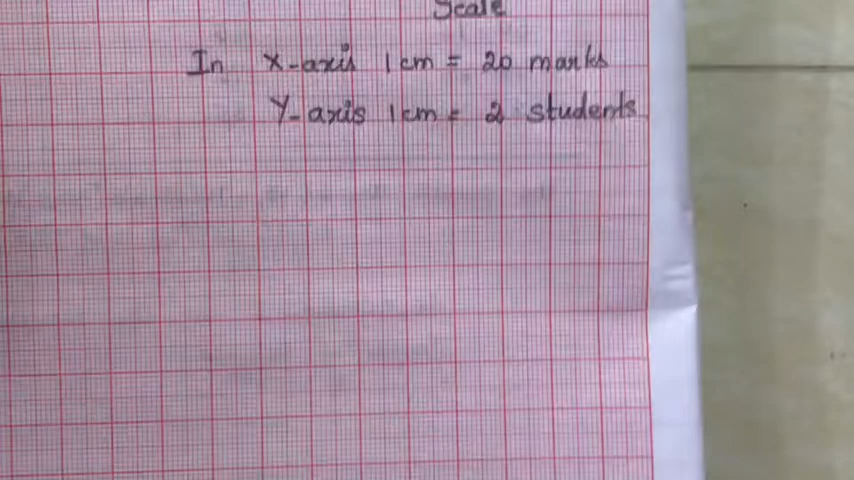 Scale
In X-axis 1cm = 20 marks
Y-axis 1cm = 2 students